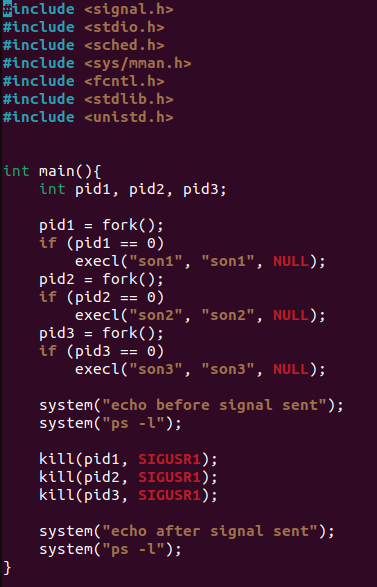 #include <signal.h>
#include <stdio.h>
#include <sched.h>
#include <sys/mman.h>
#include <fcntl.h>
#include <stdlib.h>
#include <unistd.h>
int main(){
    int pid1, pid2, pid3;
    pid1 = fork();
    if (pid1 == 0)
        execl("son1", "son1", NULL);
    pid2 = fork();
    if (pid2 == 0)
        execl("son2", "son2", NULL);
    pid3 = fork();
    if (pid3 == 0)
        execl("son3", "son3", NULL);
    system("echo before signal sent");
    system("ps -l");
    kill(pid1, SIGUSR1);
    kill(pid2, SIGUSR1);
    kill(pid3, SIGUSR1);
    system("echo after signal sent");
    system("ps -l");
}